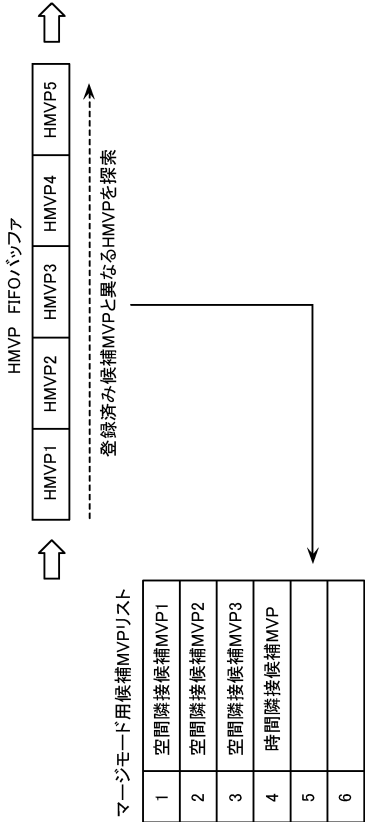 HMVP FIFOバッファ
HMVP1 HMVP2 HMVP3 HMVP4 HMVP5
登録済み候補MVPと異なるHMVPを探索
マージモード用候補MVPリスト
1 空間隣接候補MVP1
2 空間隣接候補MVP2
3 空間隣接候補MVP3
4 時間隣接候補MVP
5
6